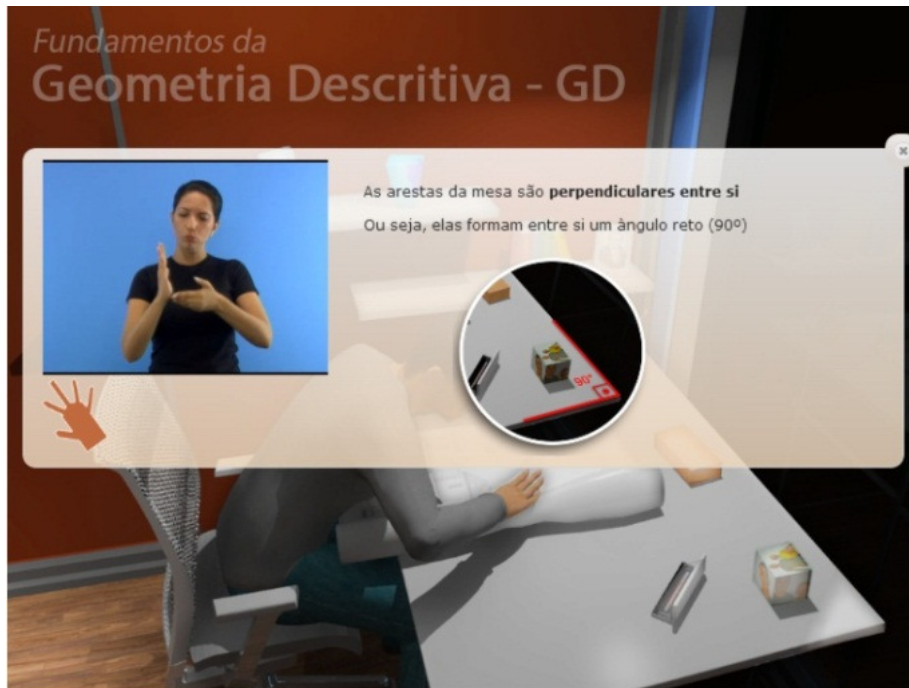 Fundamentos da
Geometria Descritiva - GD
As arestas da mesa são perpendiculares entre si
Ou seja, elas formam entre si um ângulo reto (90º)
90°